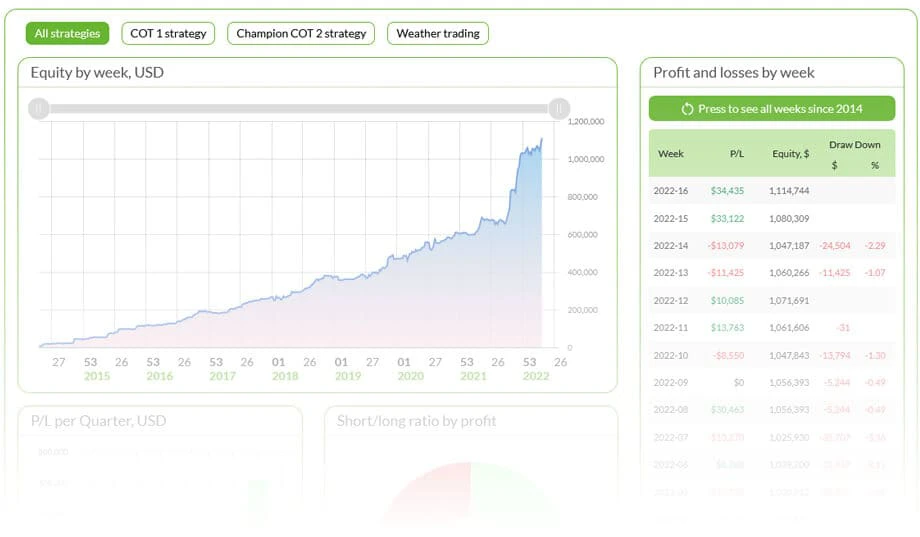 All strategies COT 1 strategy Champion COT 2 strategy Weather trading
Equity by week, USD
1,200,000
1,000,000
800,000
600,000
400,000
200,000
0
27 53 26 53 26 53 26 01 26 01 27 01 27 53 26 53 26
2015 2016 2017 2018 2019 2020 2021 2022
P/L per Quarter, USD
Short/long ratio by profit
Profit and losses by week
Press to see all weeks since 2014
Week P/L Equity, $ Draw Down
$ %
2022-16 $34,435 1,114,744
2022-15 $33,122 1,080,309
2022-14 -$13,079 1,047,187 -24,504 -2.29
2022-13 -$11,425 1,060,266 -11,425 -1.07
2022-12 $10,085 1,071,691
2022-11 $13,763 1,061,606 -31
2022-10 -$8,550 1,047,843 -13,794 -1.30
2022-09 $0 1,056,393 -5,244 -0.49
2022-08 $30,463 1,056,393 -5,244 -0.49
2022-07 1,025,930
2022-06